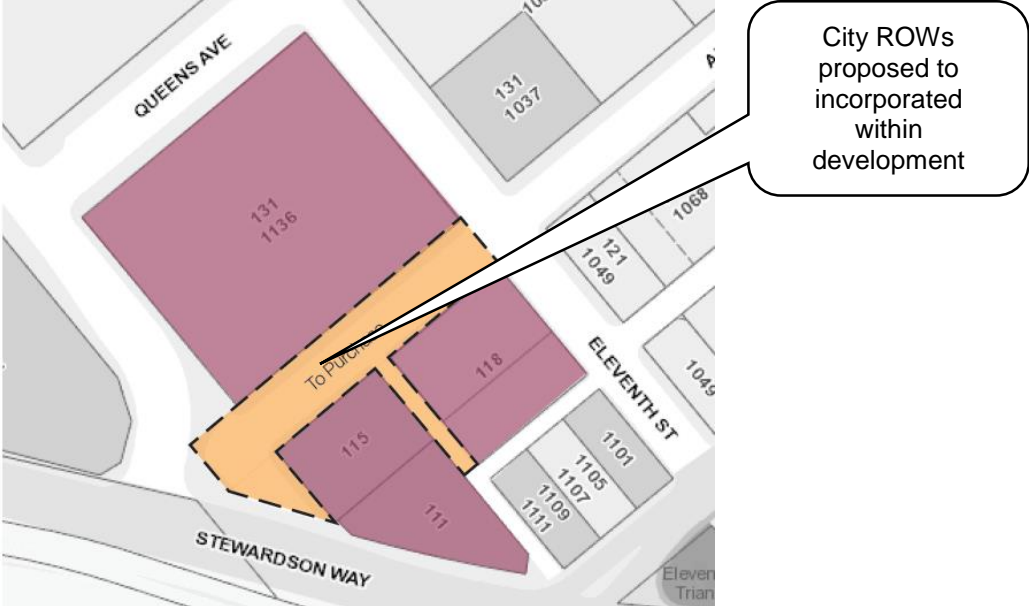 City ROWs
proposed to
incorporated
within
development
QUEENS AVE
131
1037
131
1136
1068
121
1049
To Purchase
118
ELEVENTH ST
1049
115
1101
1105
1107
1109
1111
111
STEWARDSON WAY
Eleven
Trian